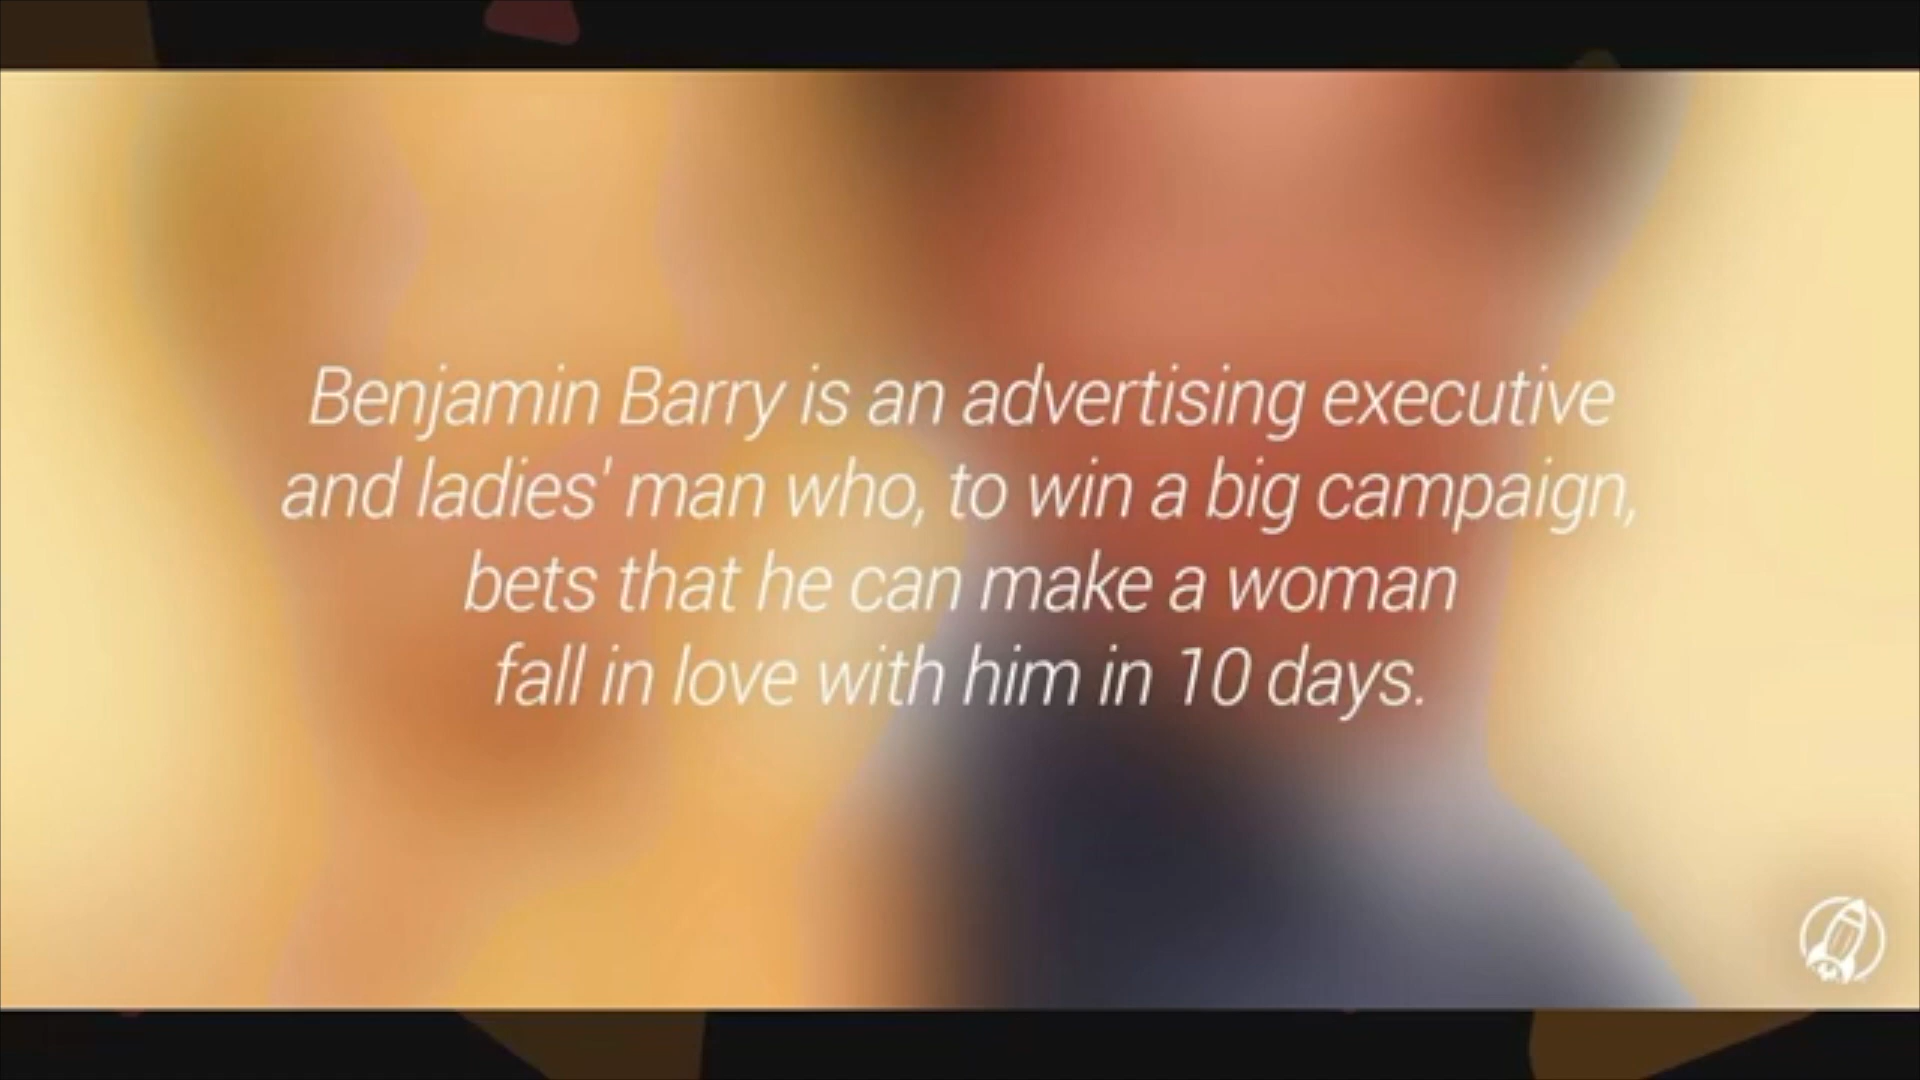 Benjamin Barry is an advertising executive
and ladies' man who, to win a big campaign,
bets that he can make a woman
fall in love with him in 10 days.